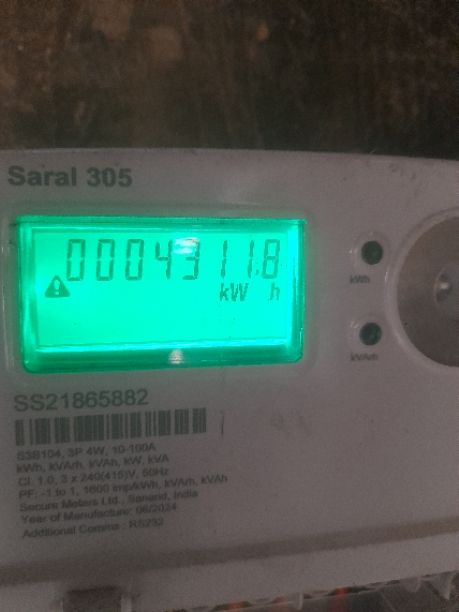 Saral 305
0004311.8
kW h
kWh
kVArh
SS21865882
S3B104, 3P 4W, 10-100A
kWh, kVArh, kVAh, kW, kVA
Cl. 1.0, 3 x 240(415)V, 50Hz
PF: -1 to 1, 1600 imp/kWh, kVArh, kVAh
Secure Meters Ltd., Sanand, India
Year of Manufacture: 06/2024
Additional Comms : RS232